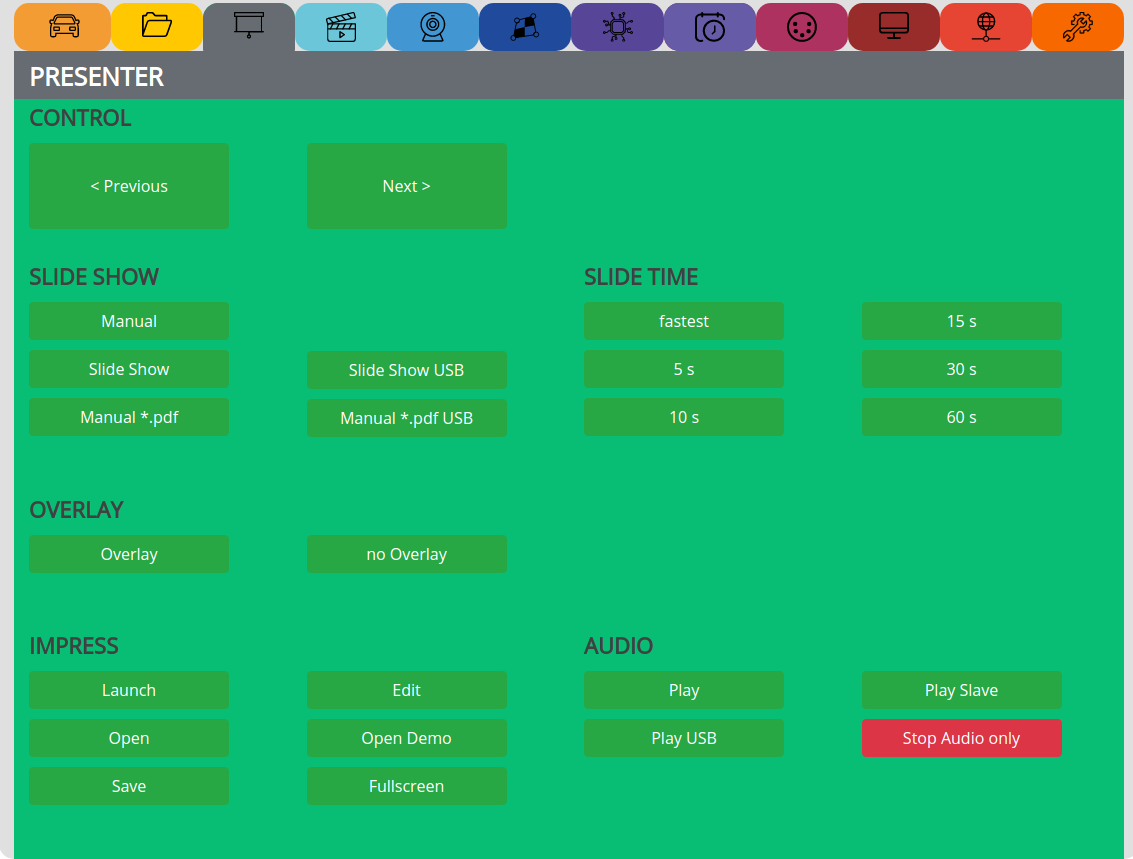 PRESENTER
CONTROL
< Previous
Next >
SLIDE SHOW
Manual
Slide Show
Slide Show USB
Manual *.pdf
Manual *.pdf USB
SLIDE TIME
fastest
15 s
5 s
30 s
10 s
60 s
OVERLAY
Overlay
no Overlay
IMPRESS
Launch
Edit
Open
Open Demo
Save
Fullscreen
AUDIO
Play
Play Slave
Play USB
Stop Audio only